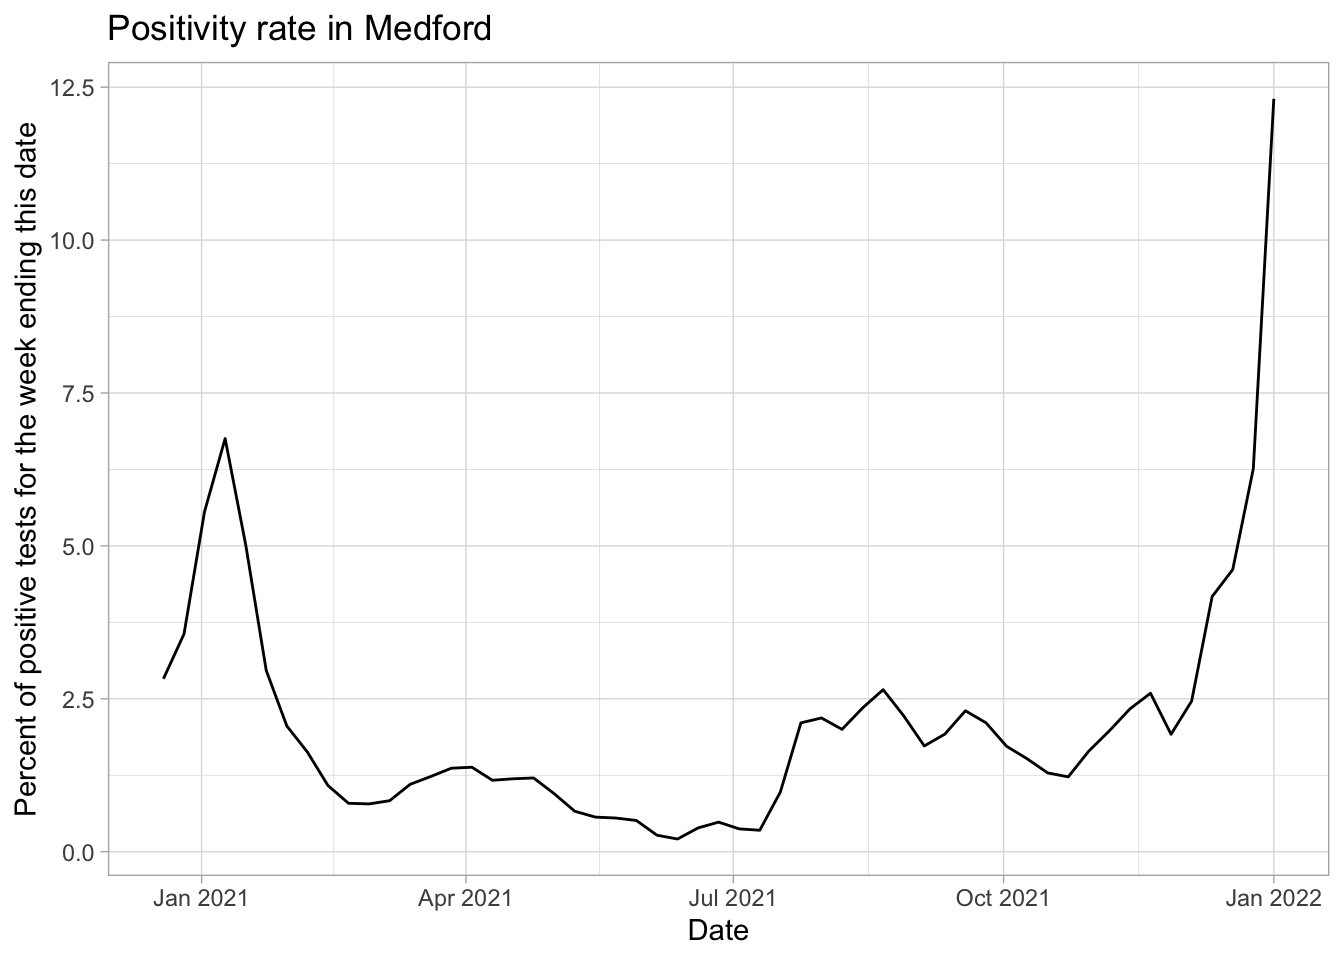 Positivity rate in Medford
Percent of positive tests for the week ending this date
12.5
10.0
7.5
5.0
2.5
0.0
Jan 2021
Apr 2021
Jul 2021
Oct 2021
Jan 2022
Date